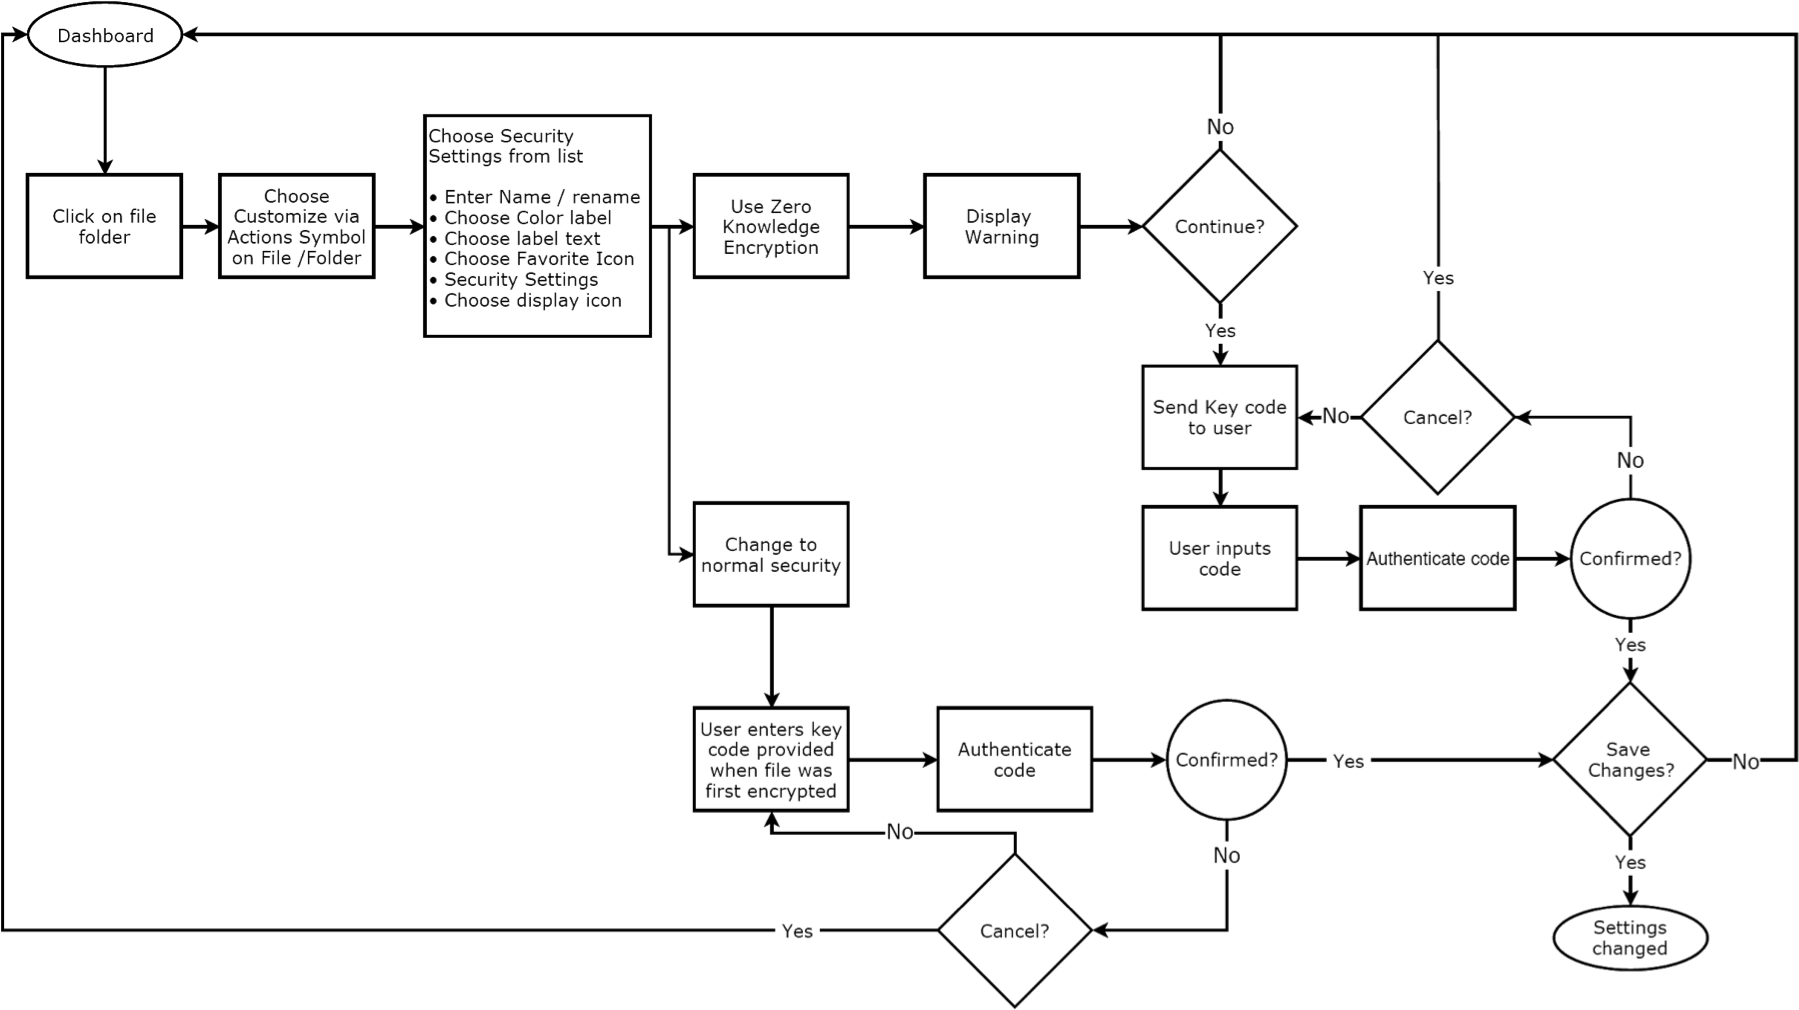 Dashboard
Click on file
folder
Choose
Customize via
Actions Symbol
on File /Folder
Choose Security
Settings from list
• Enter Name / rename
• Choose Color label
• Choose label text
• Choose Favorite Icon
• Security Settings
• Choose display icon
Use Zero
Knowledge
Encryption
Display
Warning
No
Continue?
Yes
Yes
Send Key code
to user
No
Cancel?
No
User inputs
code
Authenticate code
Confirmed?
Yes
Change to
normal security
User enters key
code provided
when file was
first encrypted
Authenticate
code
Confirmed?
Yes
Save
Changes?
No
No
No
Yes
Cancel?
Yes
Settings
changed